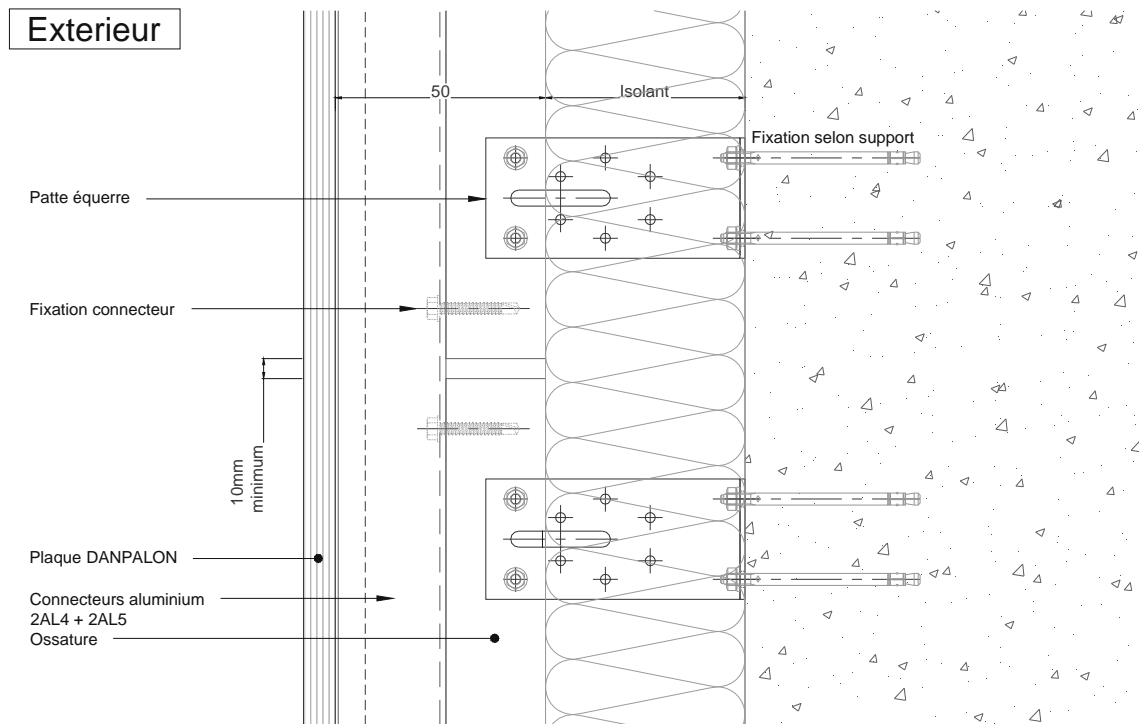 Exterieur
50
Isolant
Fixation selon support
Patte équerre
Fixation connecteur
10mm
minimum
Plaque DANPALON
Connecteurs aluminium
2AL4 + 2AL5
Ossature